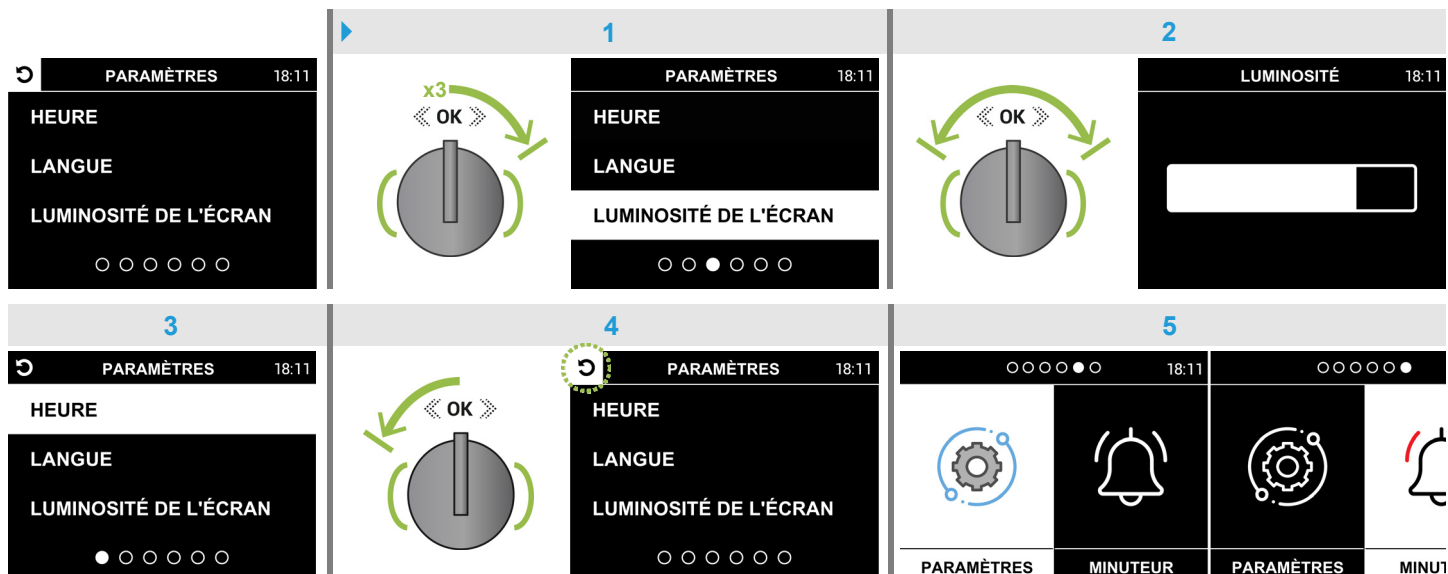 1
2
PARAMÈTRES 18:11
HEURE
LANGUE
LUMINOSITÉ DE L'ÉCRAN
x3
OK
PARAMÈTRES 18:11
HEURE
LANGUE
LUMINOSITÉ DE L'ÉCRAN
OK
LUMINOSITÉ 18:11
3
4
5
PARAMÈTRES 18:11
HEURE
LANGUE
LUMINOSITÉ DE L'ÉCRAN
OK
PARAMÈTRES 18:11
HEURE
LANGUE
LUMINOSITÉ DE L'ÉCRAN
18:11
PARAMÈTRES
MINUTEUR
PARAMÈTRES
MINUT